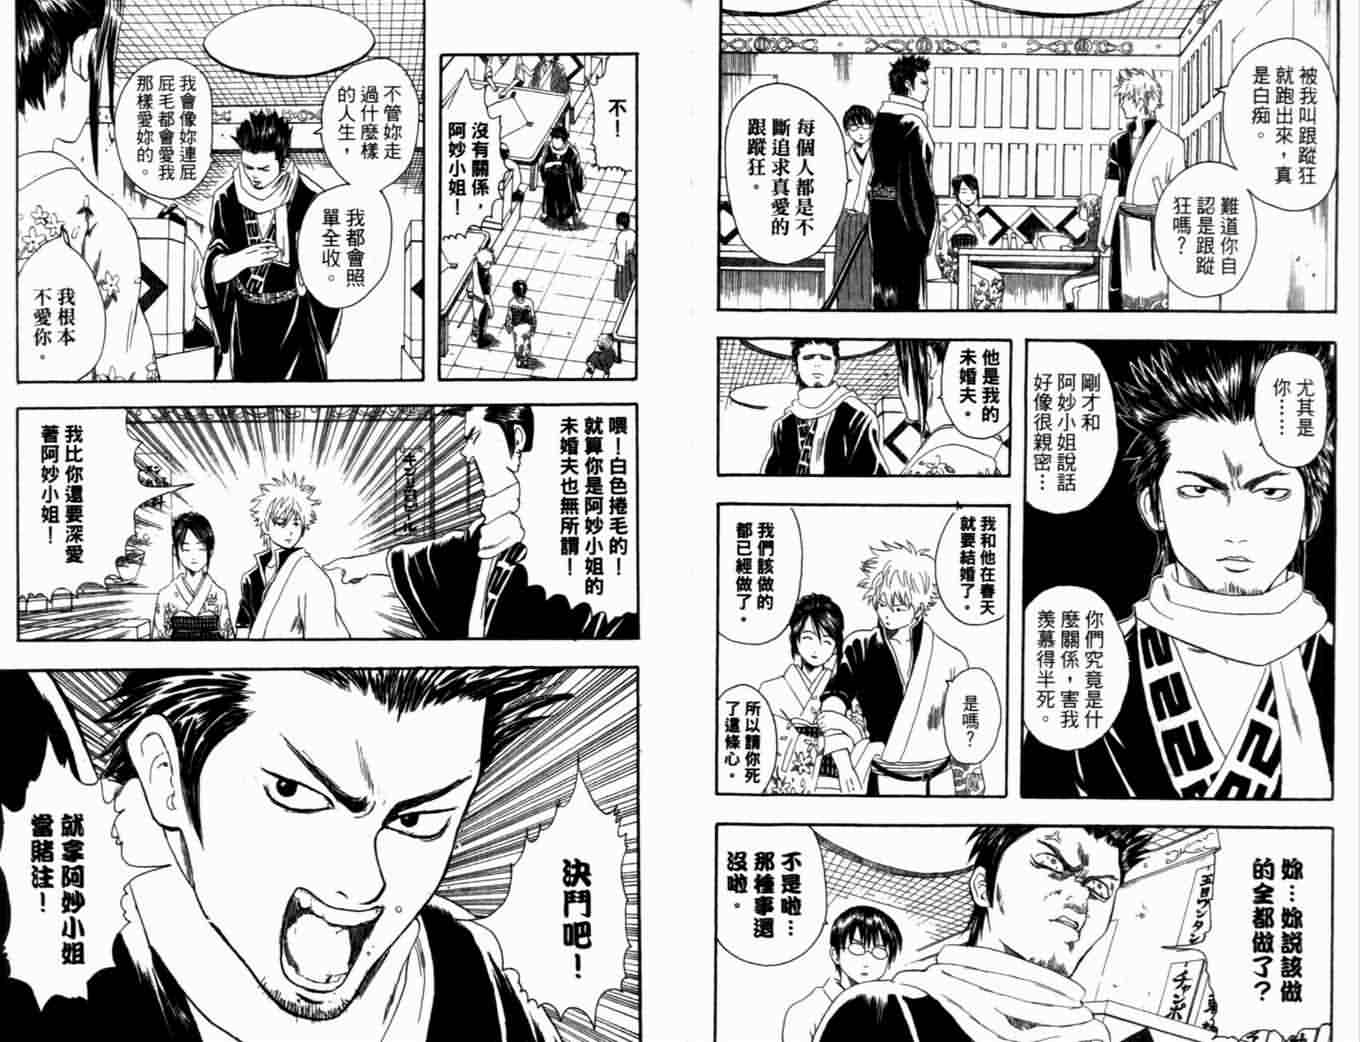 被我叫跟蹤狂
就跑出來，真
是白痴。
難道你自
認是跟蹤
狂嗎？
每個人都是不
斷追求真愛的
跟蹤狂。
尤其是
你……
剛才和
阿妙小姐說話
好像很親密…
你們究竟是什
麼關係，害我
羨慕得半死。
他是我的
未婚夫。
我和他在春天
就要結婚了。
是嗎？
我們該做的
都已經做了。
所以請你死
了這條心。
妳…妳說該做
的全都做了？
不是啦…
那種事還
沒啦。
エビワンタン
チャンポ
不！
沒有關係，
阿妙小姐！
不管妳走
過什麼樣
的人生，
我都會照
單全收。
我會像妳連屁
屁毛都會愛我
那樣愛妳的。
我根本
不愛你。
喂！白色捲毛的！
就算你是阿妙小姐的
未婚夫也無所謂！
我比你還要深愛
著阿妙小姐！
決鬥吧！
就拿阿妙小姐
當賭注！